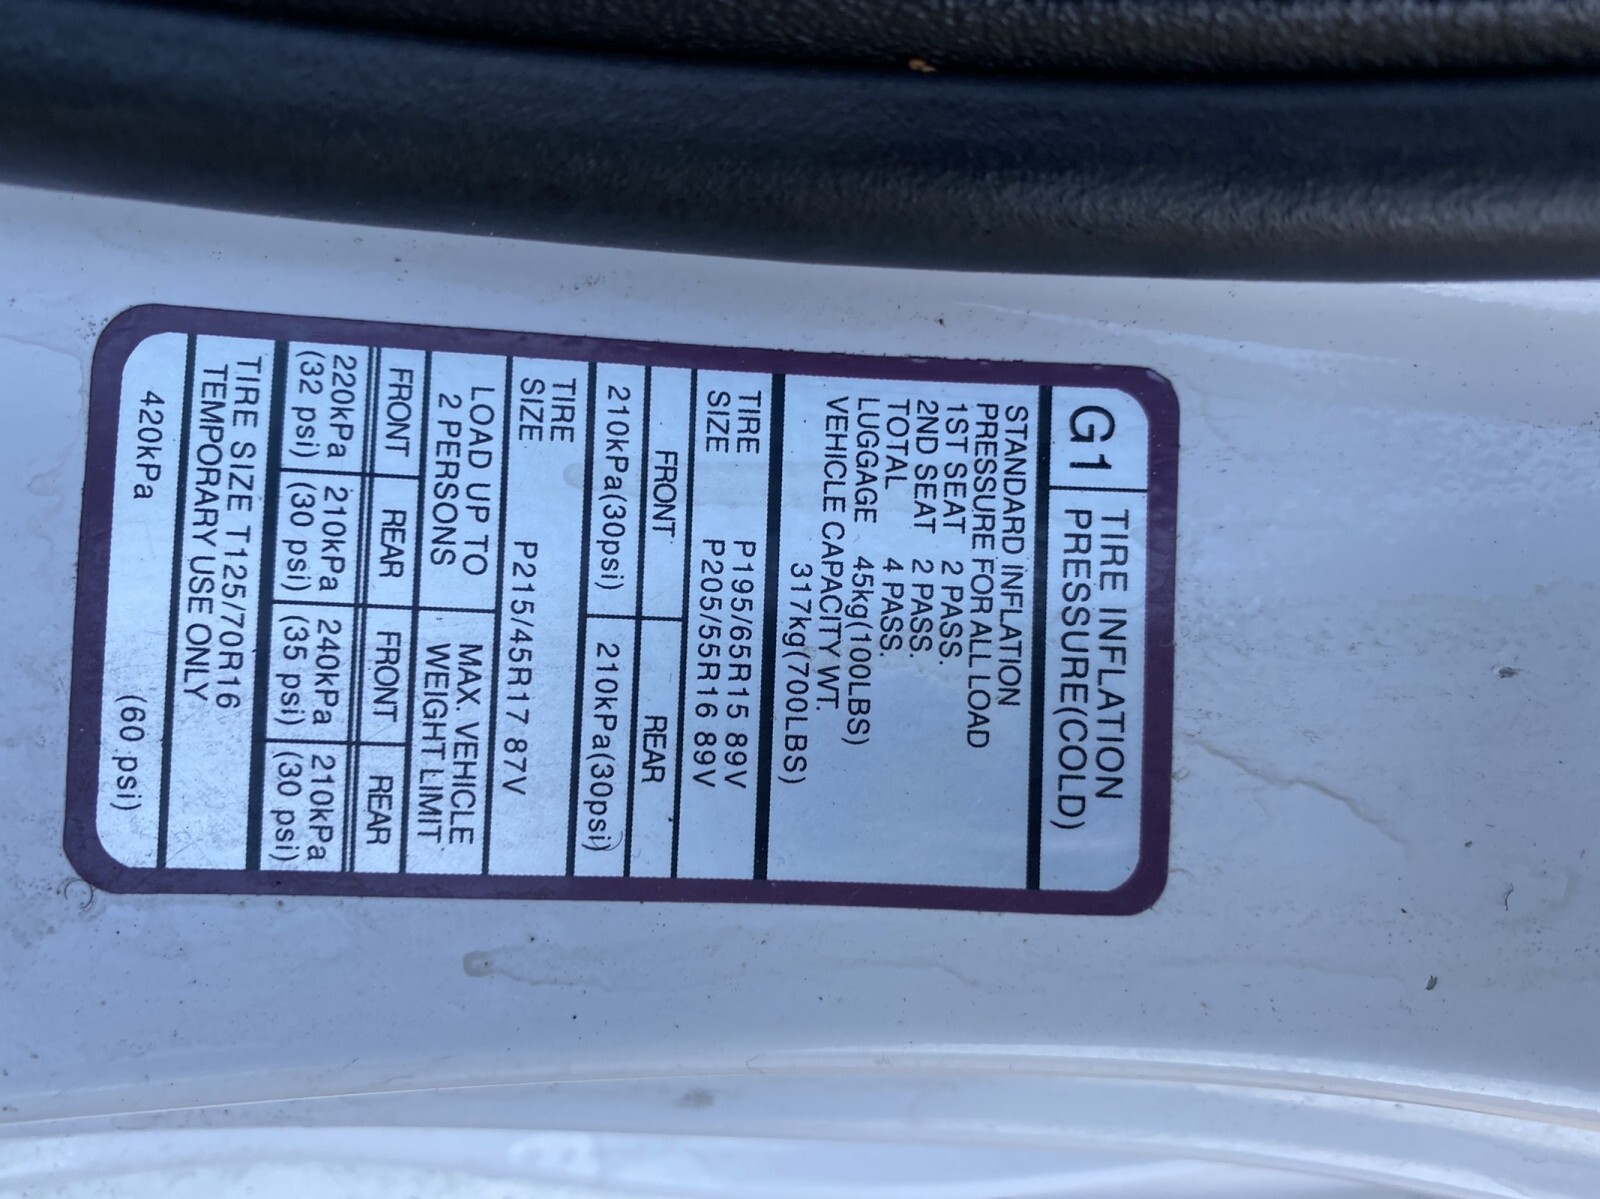 G1 TIRE INFLATION
PRESSURE(COLD)
STANDARD INFLATION
PRESSURE FOR ALL LOAD
1ST SEAT 2 PASS.
2ND SEAT 2 PASS.
TOTAL 4 PASS.
LUGGAGE 45kg(100LBS)
VEHICLE CAPACITY WT.
317kg(700LBS)
TIRE P195/65R15 89V
SIZE P205/55R16 89V
FRONT REAR
210kPa(30psi) 210kPa(30psi)
TIRE
SIZE P215/45R17 87V
LOAD UP TO MAX. VEHICLE
2 PERSONS WEIGHT LIMIT
FRONT REAR FRONT REAR
220kPa 210kPa 240kPa 210kPa
(32 psi) (30 psi) (35 psi) (30 psi)
TIRE SIZE T125/70R16
TEMPORARY USE ONLY
420kPa (60 psi)